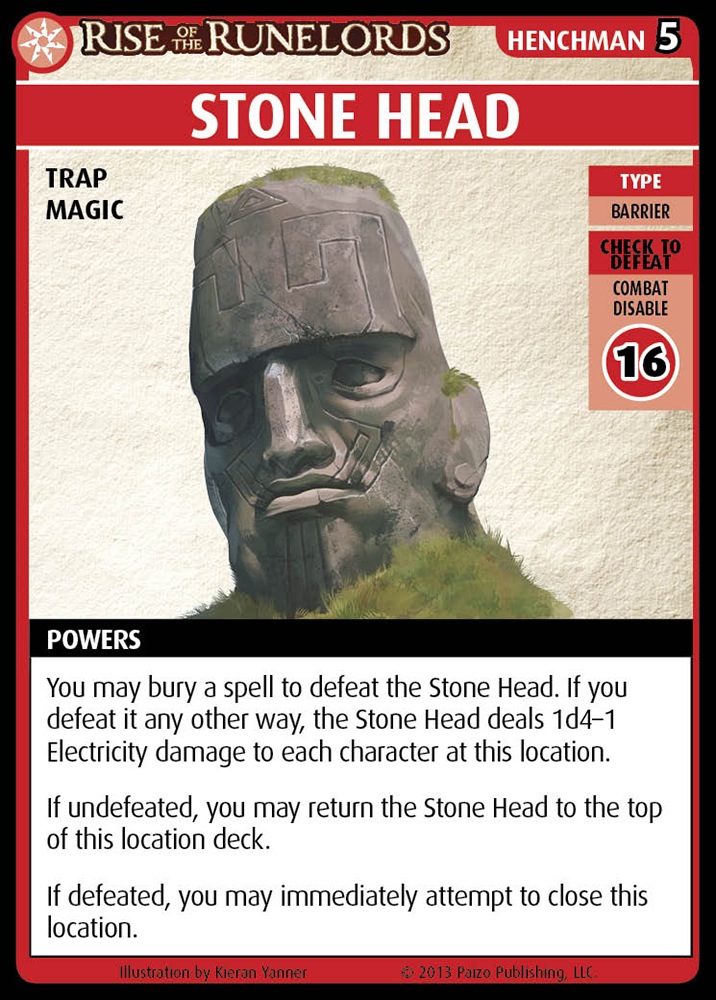 RISE OF THE RUNELORDS
HENCHMAN 5
STONE HEAD
TRAP
MAGIC
TYPE
BARRIER
CHECK TO
DEFEAT
COMBAT
DISABLE
16
POWERS
You may bury a spell to defeat the Stone Head. If you
defeat it any other way, the Stone Head deals 1d4–1
Electricity damage to each character at this location.
If undefeated, you may return the Stone Head to the top
of this location deck.
If defeated, you may immediately attempt to close this
location.
Illustration by Kieran Yanner
© 2013 Paizo Publishing, LLC.